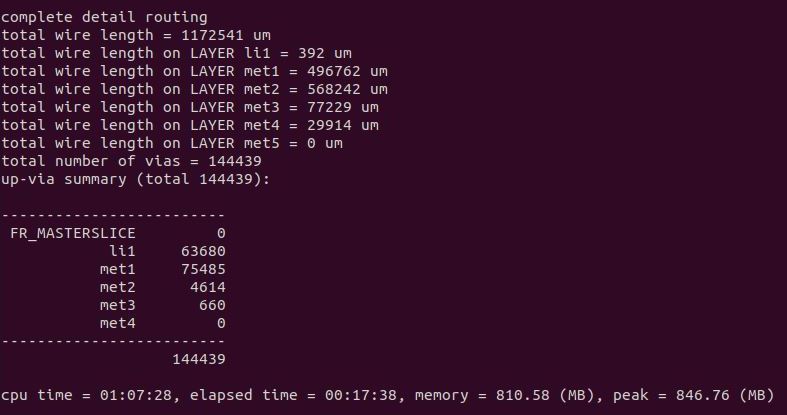 complete detail routing
total wire length = 1172541 um
total wire length on LAYER li1 = 392 um
total wire length on LAYER met1 = 496762 um
total wire length on LAYER met2 = 568242 um
total wire length on LAYER met3 = 77229 um
total wire length on LAYER met4 = 29914 um
total wire length on LAYER met5 = 0 um
total number of vias = 144439
up-via summary (total 144439):
-------------------------
FR_MASTERSLICE 0
li1 63680
met1 75485
met2 4614
met3 660
met4 0
-------------------------
144439
cpu time = 01:07:28, elapsed time = 00:17:38, memory = 810.58 (MB), peak = 846.76 (MB)